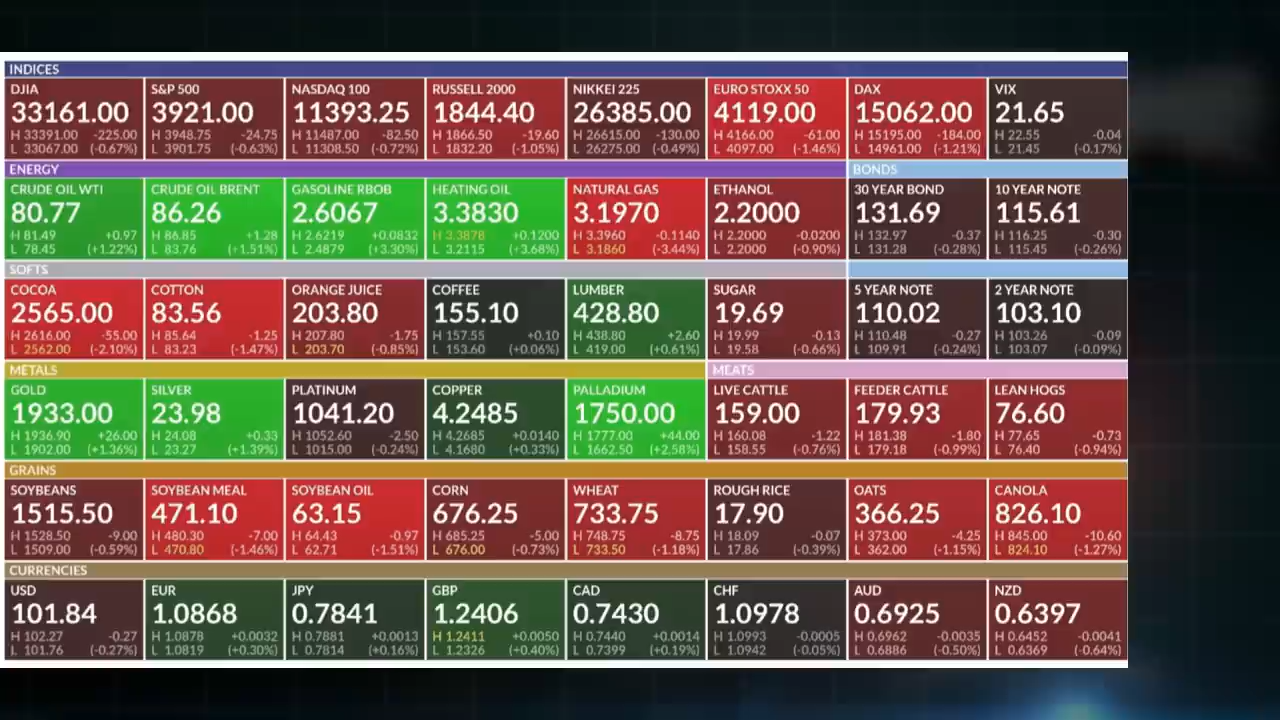 INDICES
DJIA S&P 500 NASDAQ 100 RUSSELL 2000 NIKKEI 225 EURO STOXX 50 DAX VIX
33161.00 3921.00 11393.25 1844.40 26385.00 4119.00 15062.00 21.65
H 33391.00 -225.00 H 3948.75 -24.75 H 11487.00 -82.50 H 1866.50 -19.60 H 26615.00 -130.00 H 4166.00 -61.00 H 15195.00 -184.00 H 22.55 -0.04
L 33067.00 (-0.67%) L 3901.75 (-0.63%) L 11308.50 (-0.72%) L 1832.20 (-1.05%) L 26275.00 (-0.49%) L 4097.00 (-1.46%) L 14961.00 (-1.21%) L 21.45 (-0.17%)
ENERGY BONDS
CRUDE OIL WTI CRUDE OIL BRENT GASOLINE RBOB HEATING OIL NATURAL GAS ETHANOL 30 YEAR BOND 10 YEAR NOTE
80.77 86.26 2.6067 3.3830 3.1970 2.2000 131.69 115.61
H 81.49 +0.97 H 86.85 +1.28 H 2.6219 +0.0832 H 3.3878 +0.1200 H 3.3960 -0.1140 H 2.2000 -0.0200 H 132.97 -0.37 H 116.25 -0.30
L 78.45 (+1.22%) L 83.76 (+1.51%) L 2.4879 (+3.30%) L 3.2115 (+3.68%) L 3.1860 (-3.44%) L 2.2000 (-0.90%) L 131.28 (-0.28%) L 115.45 (-0.26%)
SOFTS
COCOA COTTON ORANGE JUICE COFFEE LUMBER SUGAR 5 YEAR NOTE 2 YEAR NOTE
2565.00 83.56 203.80 155.10 428.80 19.69 110.02 103.10
H 2616.00 -55.00 H 85.64 -1.25 H 207.80 -1.75 H 157.55 +0.10 H 438.80 +2.60 H 19.99 -0.13 H 110.48 -0.27 H 103.26 -0.09
L 2562.00 (-2.10%) L 83.23 (-1.47%) L 203.70 (-0.85%) L 153.60 (+0.06%) L 419.00 (+0.61%) L 19.58 (-0.66%) L 109.91 (-0.24%) L 103.07 (-0.09%)
METALS MEATS
GOLD SILVER PLATINUM COPPER PALLADIUM LIVE CATTLE FEEDER CATTLE LEAN HOGS
1933.00 23.98 1041.20 4.2485 1750.00 159.00 179.93 76.60
H 1936.90 +26.00 H 24.08 +0.33 H 1052.60 -2.50 H 4.2685 +0.0140 H 1777.00 +44.00 H 160.08 -1.22 H 181.38 -1.80 H 77.65 -0.73
L 1902.00 (+1.36%) L 23.27 (+1.39%) L 1015.00 (-0.24%) L 4.1680 (+0.33%) L 1662.50 (+2.58%) L 158.55 (-0.76%) L 179.18 (-0.99%) L 76.40 (-0.94%)
GRAINS
SOYBEANS SOYBEAN MEAL SOYBEAN OIL CORN WHEAT ROUGH RICE OATS CANOLA
1515.50 471.10 63.15 676.25 733.75 17.90 366.25 826.10
H 1528.50 -9.00 H 480.30 -7.00 H 64.43 -0.97 H 685.25 -5.00 H 748.75 -8.75 H 18.09 -0.07 H 373.00 -4.25 H 845.00 -10.60
L 1509.00 (-0.59%) L 470.80 (-1.46%) L 62.71 (-1.51%) L 676.00 (-0.73%) L 733.50 (-1.18%) L 17.86 (-0.39%) L 362.00 (-1.15%) L 824.10 (-1.27%)
CURRENCIES
USD EUR JPY GBP CAD CHF AUD NZD
101.84 1.0868 0.7841 1.2406 0.7430 1.0978 0.6925 0.6397
H 102.27 -0.27 H 1.0878 +0.0032 H 0.7881 +0.0013 H 1.2411 +0.0050 H 0.7440 +0.0014 H 1.0993 -0.0005 H 0.6962 -0.0035 H 0.6452 -0.0041
L 101.76 (-0.27%) L 1.0819 (+0.30%) L 0.7814 (+0.16%) L 1.2326 (+0.40%) L 0.7399 (+0.19%) L 1.0942 (-0.05%) L 0.6886 (-0.50%) L 0.6369 (-0.64%)